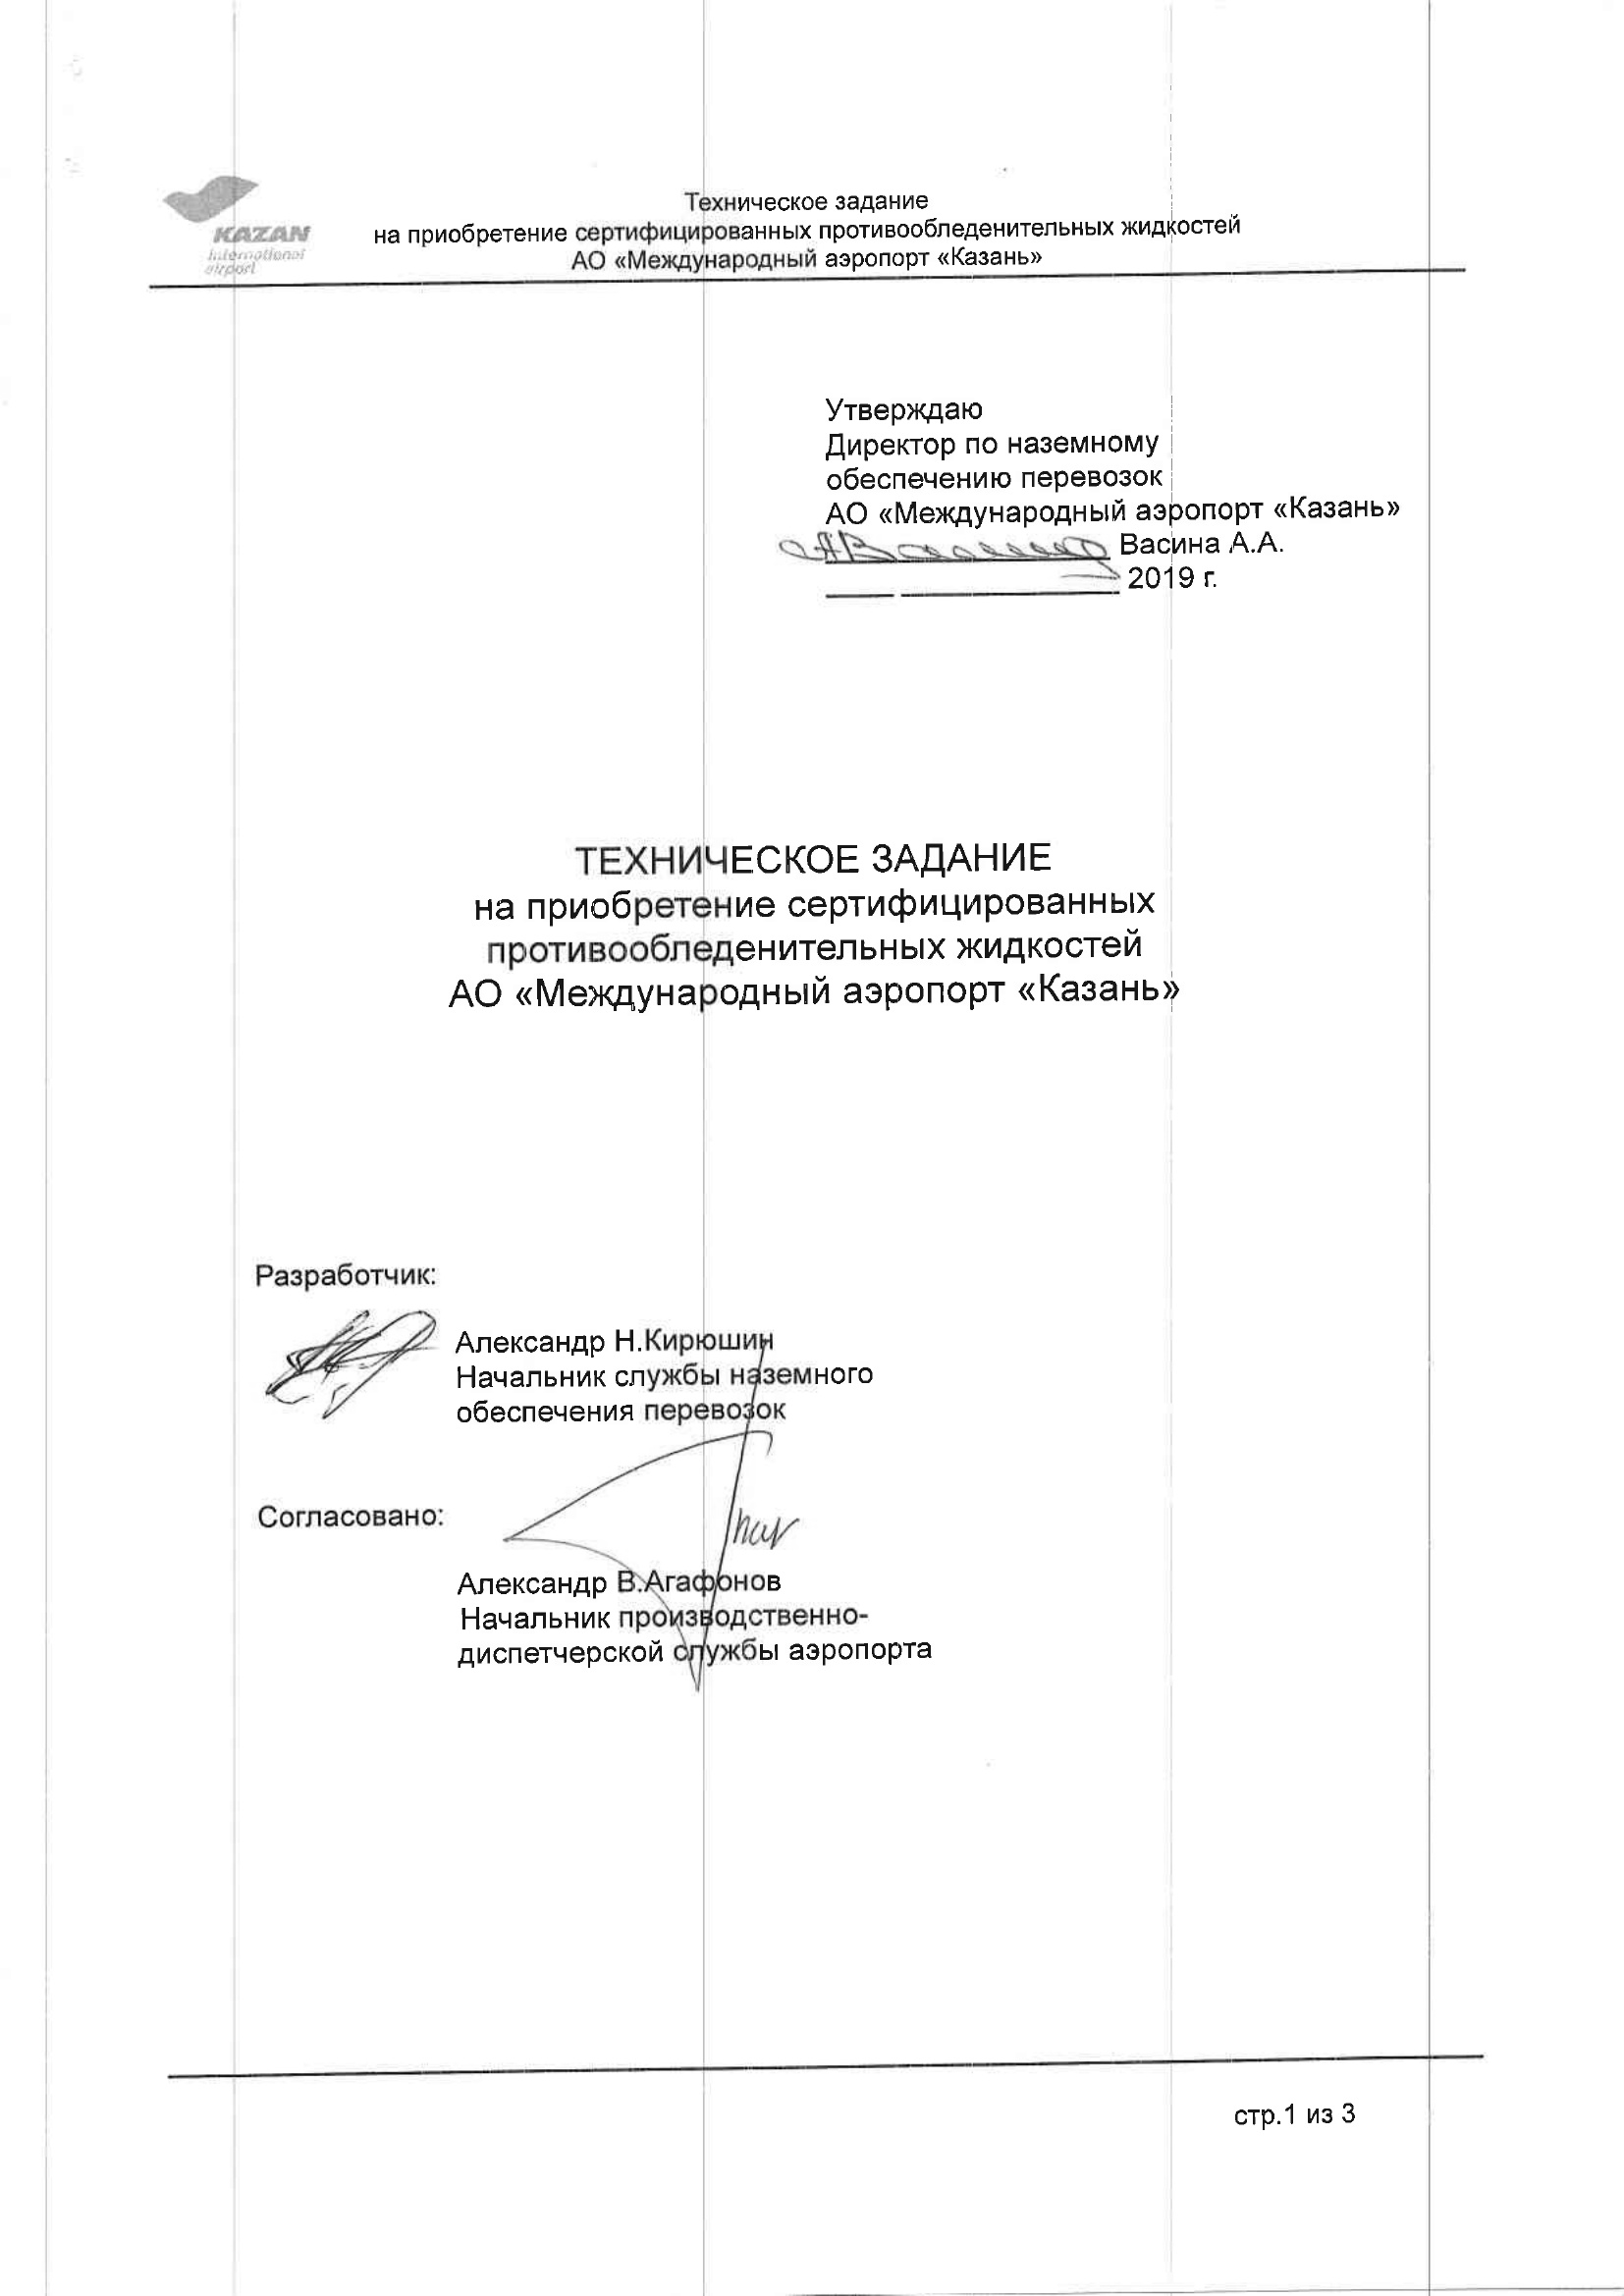 KAZAN
International
airport
Техническое задание
на приобретение сертифицированных противообледенительных жидкостей
АО «Международный аэропорт «Казань»
Утверждаю
Директор по наземному
обеспечению перевозок
АО «Международный аэропорт «Казань»
Васина А.А.
2019 г.
ТЕХНИЧЕСКОЕ ЗАДАНИЕ
на приобретение сертифицированных
противообледенительных жидкостей
АО «Международный аэропорт «Казань»
Разработчик:
Александр Н.Кирюшин
Начальник службы наземного
обеспечения перевозок
Согласовано:
Александр В.Агафонов
Начальник производственно-
диспетчерской службы аэропорта
стр.1 из 3